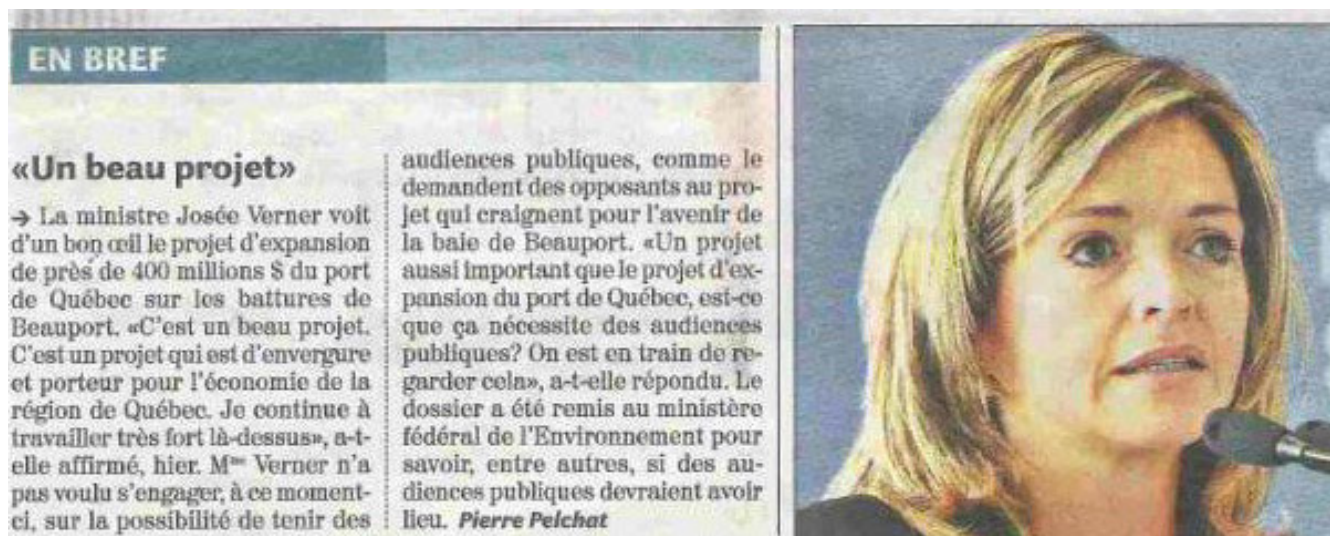 EN BREF
«Un beau projet»
→ La ministre Josée Verner voit
d'un bon œil le projet d'expansion
de près de 400 millions $ du port
de Québec sur les battures de
Beauport. «C'est un beau projet.
C'est un projet qui est d'envergure
et porteur pour l'économie de la
région de Québec. Je continue à
travailler très fort là-dessus», a-t-
elle affirmé, hier. Mme Verner n'a
pas voulu s'engager, à ce moment-
ci, sur la possibilité de tenir des
audiences publiques, comme le
demandent des opposants au pro-
jet qui craignent pour l'avenir de
la baie de Beauport. «Un projet
aussi important que le projet d'ex-
pansion du port de Québec, est-ce
que ça nécessite des audiences
publiques? On est en train de re-
garder cela», a-t-elle répondu. Le
dossier a été remis au ministère
fédéral de l'Environnement pour
savoir, entre autres, si des au-
diences publiques devraient avoir
lieu. Pierre Pelchat